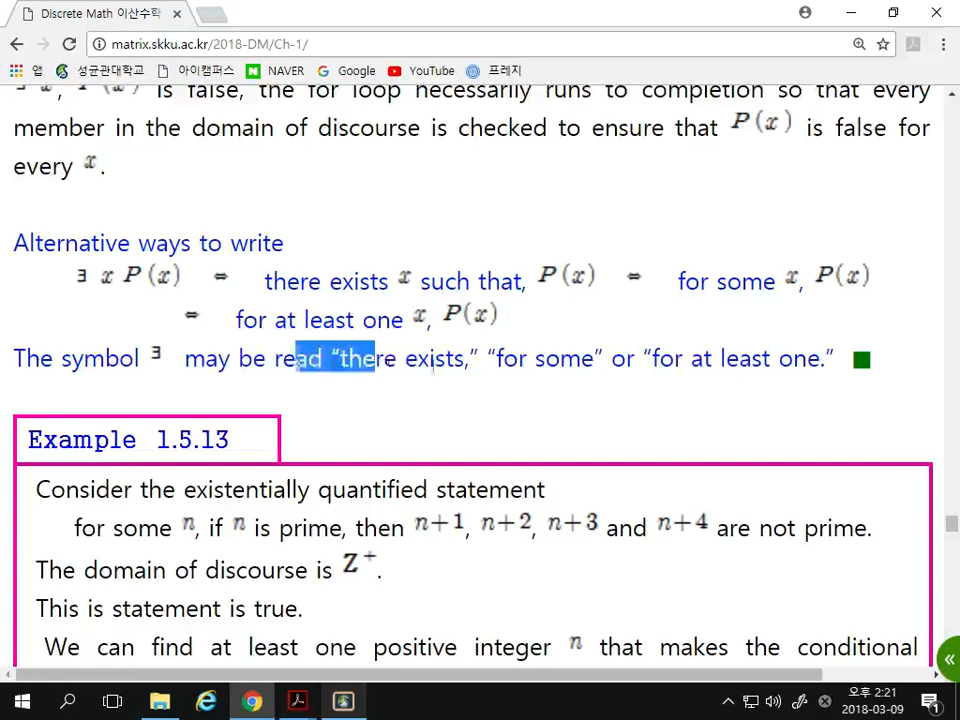 Discrete Math 이산수학
matrix.skku.ac.kr/2018-DM/Ch-1/
앱 성균관대학교 아이캠퍼스 NAVER Google YouTube 프레지
∃ x, P(x) is false, the for loop necessarily runs to completion so that every
member in the domain of discourse is checked to ensure that P(x) is false for
every x.
Alternative ways to write
∃ x P(x) ⇔ there exists x such that, P(x) ⇔ for some x, P(x)
⇔ for at least one x, P(x)
The symbol ∃ may be read “there exists,” “for some” or “for at least one.” ■
Example 1.5.13
Consider the existentially quantified statement
for some n, if n is prime, then n+1, n+2, n+3 and n+4 are not prime.
The domain of discourse is Z⁺.
This is statement is true.
We can find at least one positive integer n that makes the conditional
오후 2:21
2018-03-09
1